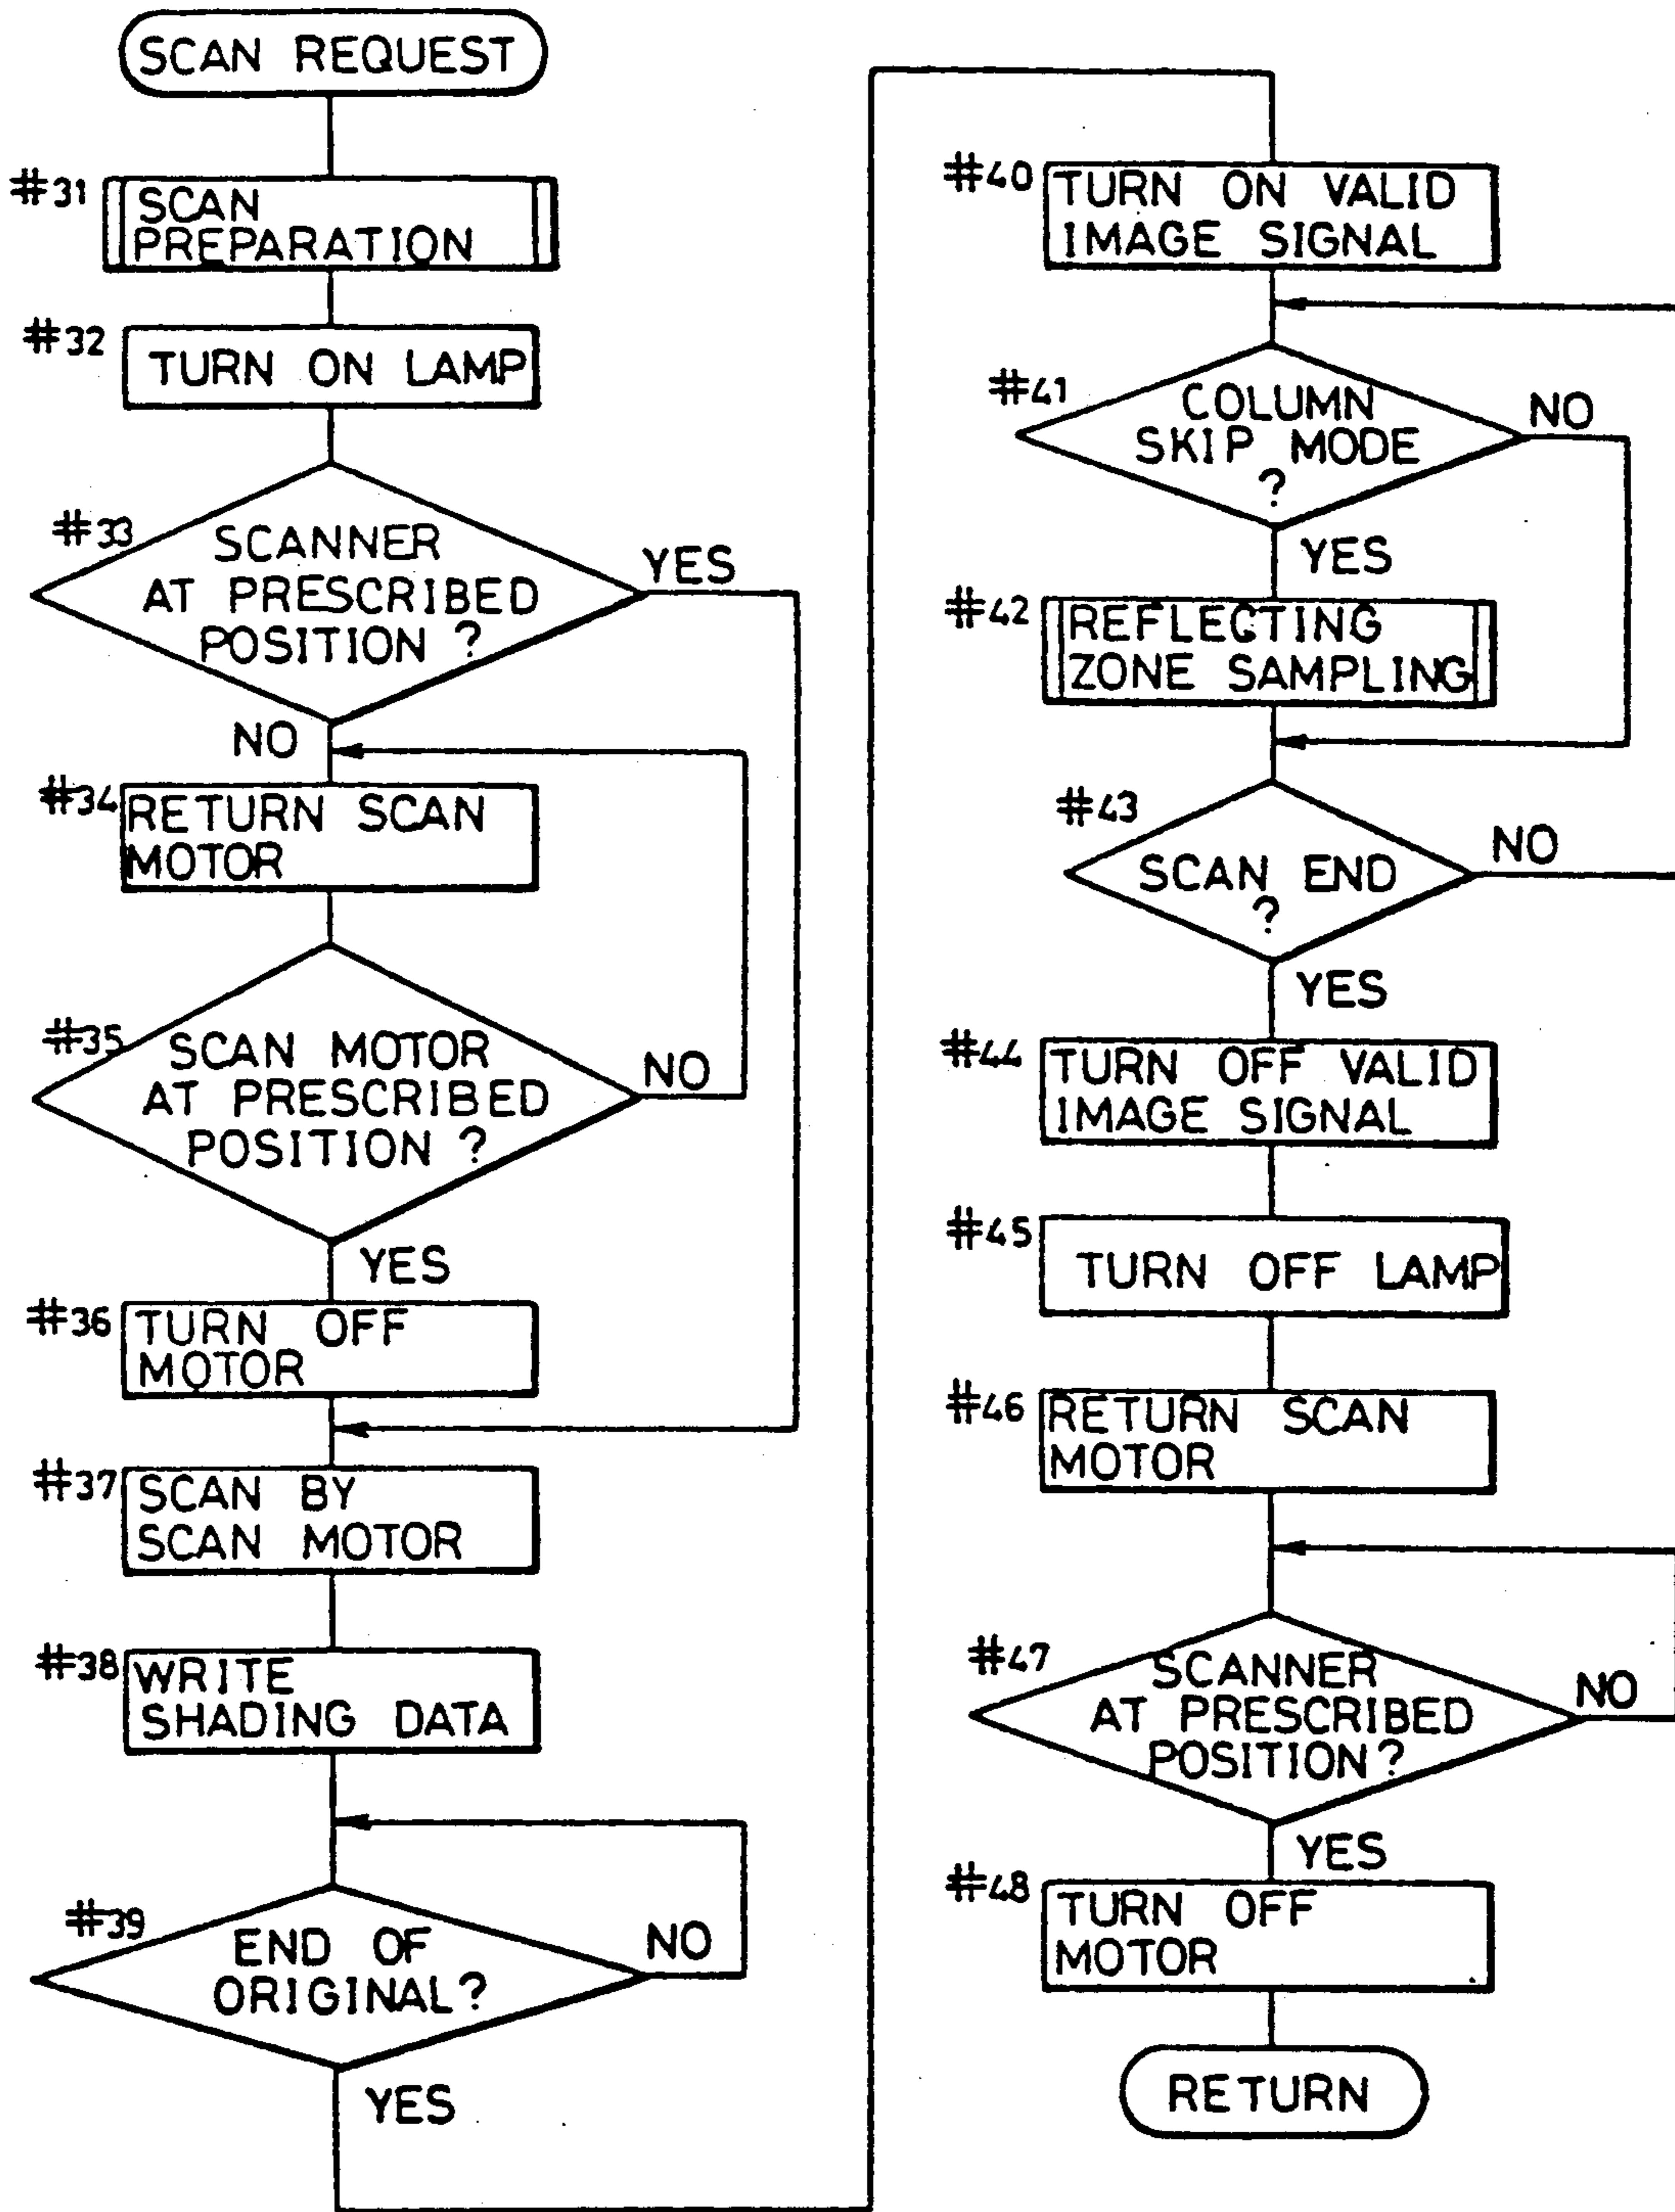 SCAN REQUEST
#31
SCAN
PREPARATION
#32
TURN ON LAMP
#33
SCANNER
AT PRESCRIBED
POSITION ?
YES
NO
#34
RETURN SCAN
MOTOR
#35
SCAN MOTOR
AT PRESCRIBED
POSITION ?
NO
YES
#36
TURN OFF
MOTOR
#37
SCAN BY
SCAN MOTOR
#38
WRITE
SHADING DATA
#39
END OF
ORIGINAL?
NO
YES
#40
TURN ON VALID
IMAGE SIGNAL
#41
COLUMN
SKIP MODE
?
NO
YES
#42
REFLECTING
ZONE SAMPLING
#43
SCAN END
?
NO
YES
#44
TURN OFF VALID
IMAGE SIGNAL
#45
TURN OFF LAMP
#46
RETURN SCAN
MOTOR
#47
SCANNER
AT PRESCRIBED
POSITION?
NO
YES
#48
TURN OFF
MOTOR
RETURN